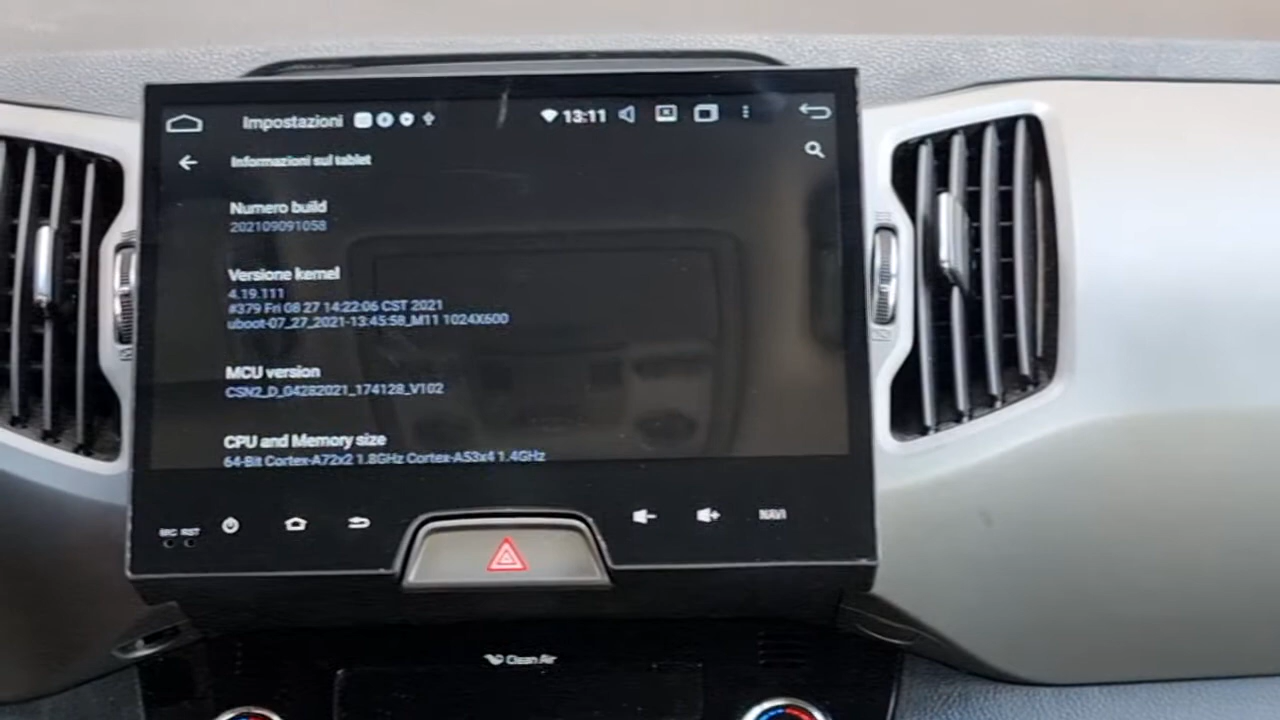 Impostazioni
13:11
Informazioni sul tablet
Numero build
202109091058
Versione kernel
4.19.111
#379 Fri 08 27 14:22:06 CST 2021
uboot-07_27_2021-13:45:58_M11 1024X600
MCU version
CSN2_D_04282021_174128_V102
CPU and Memory size
64-Bit Cortex-A72x2 1.8GHz Cortex-A53x4 1.4GHz
MIC RST
NAVI
Clean Air